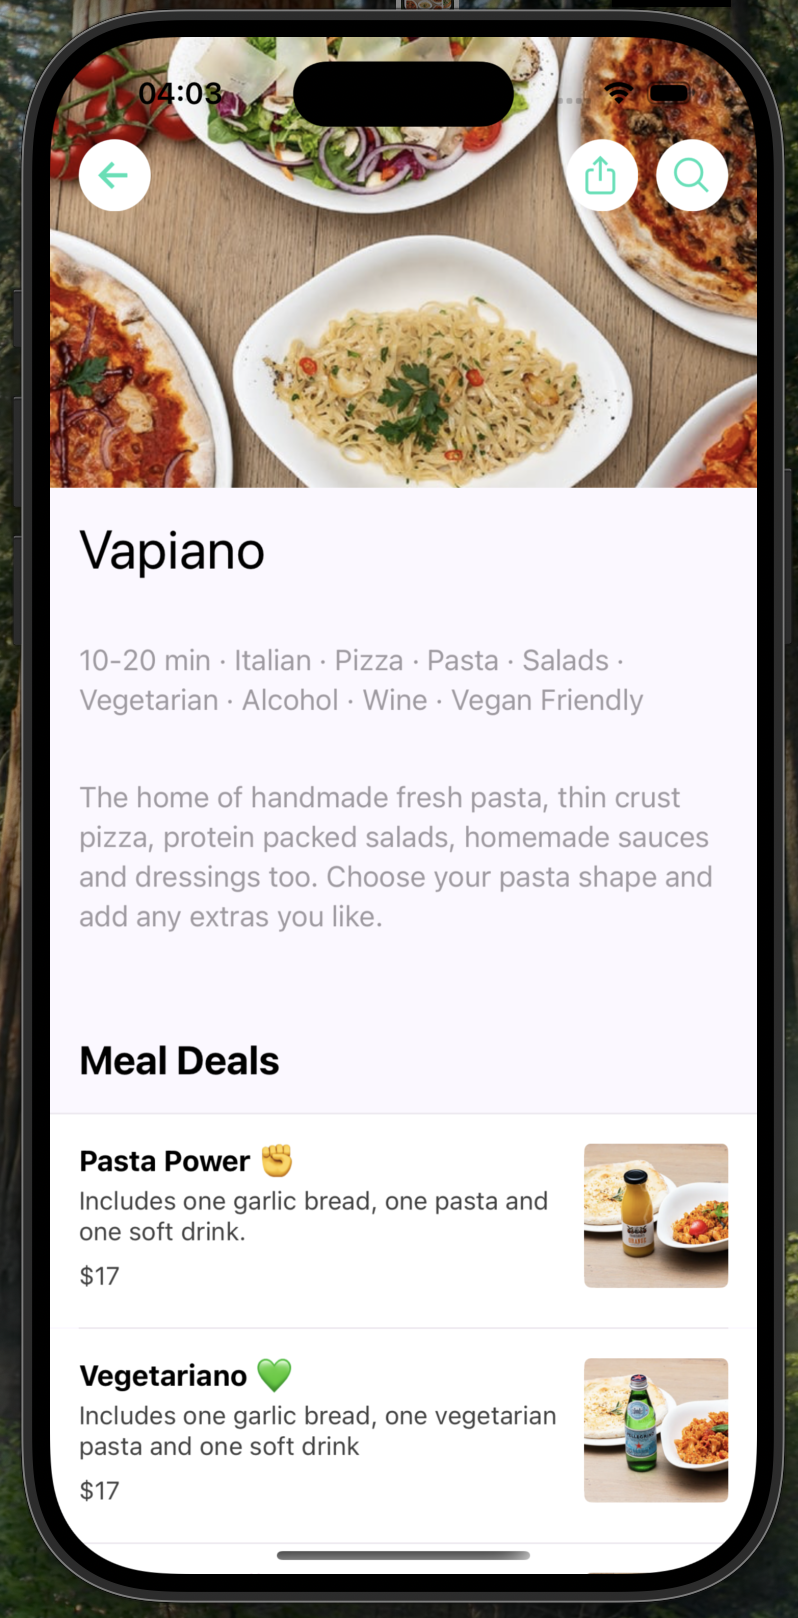 04:03
Vapiano
10-20 min · Italian · Pizza · Pasta · Salads ·
Vegetarian · Alcohol · Wine · Vegan Friendly
The home of handmade fresh pasta, thin crust
pizza, protein packed salads, homemade sauces
and dressings too. Choose your pasta shape and
add any extras you like.
Meal Deals
Pasta Power ✊
Includes one garlic bread, one pasta and
one soft drink.
$17
Vegetariano 💚
Includes one garlic bread, one vegetarian
pasta and one soft drink
$17